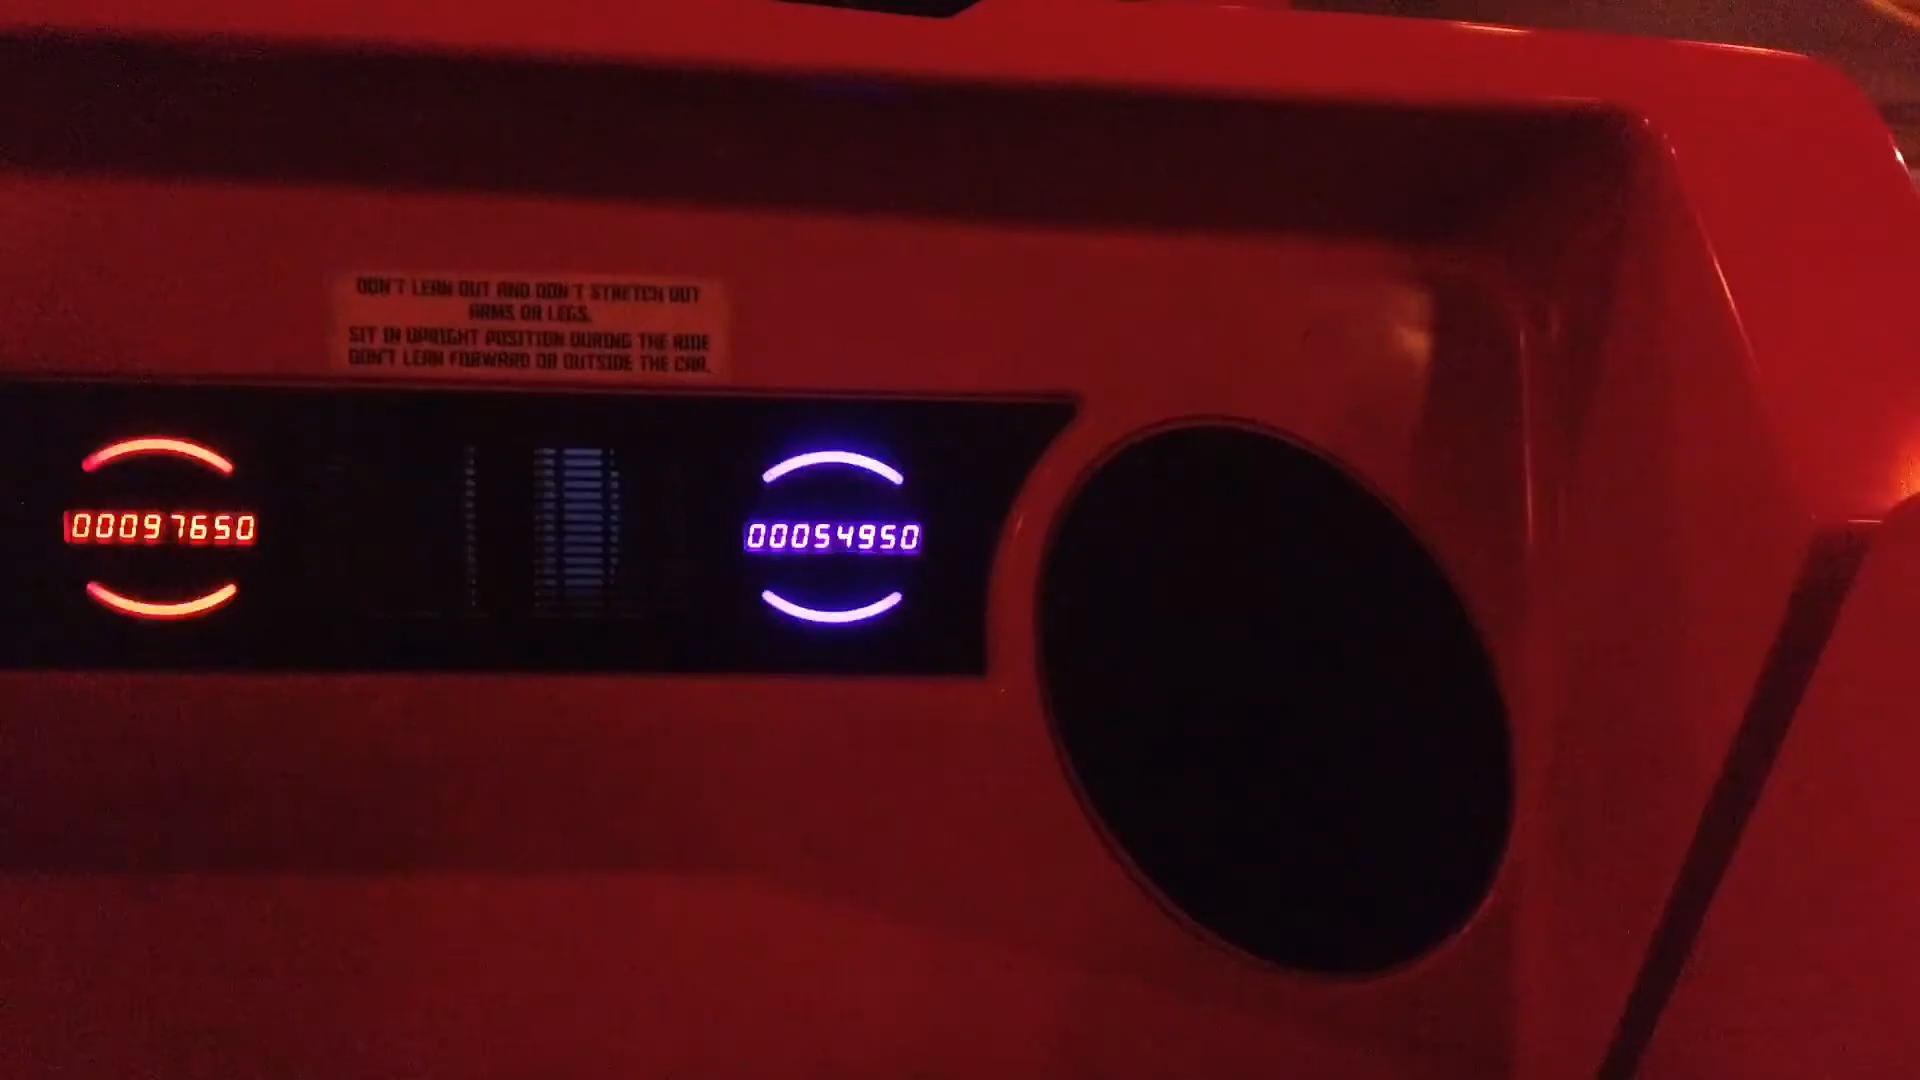 DON'T LEAN OUT AND DON'T STRETCH OUT
ARMS OR LEGS.
SIT IN UPRIGHT POSITION DURING THE RIDE
DON'T LEAN FORWARD OR OUTSIDE THE CAR.
00097650
00054950